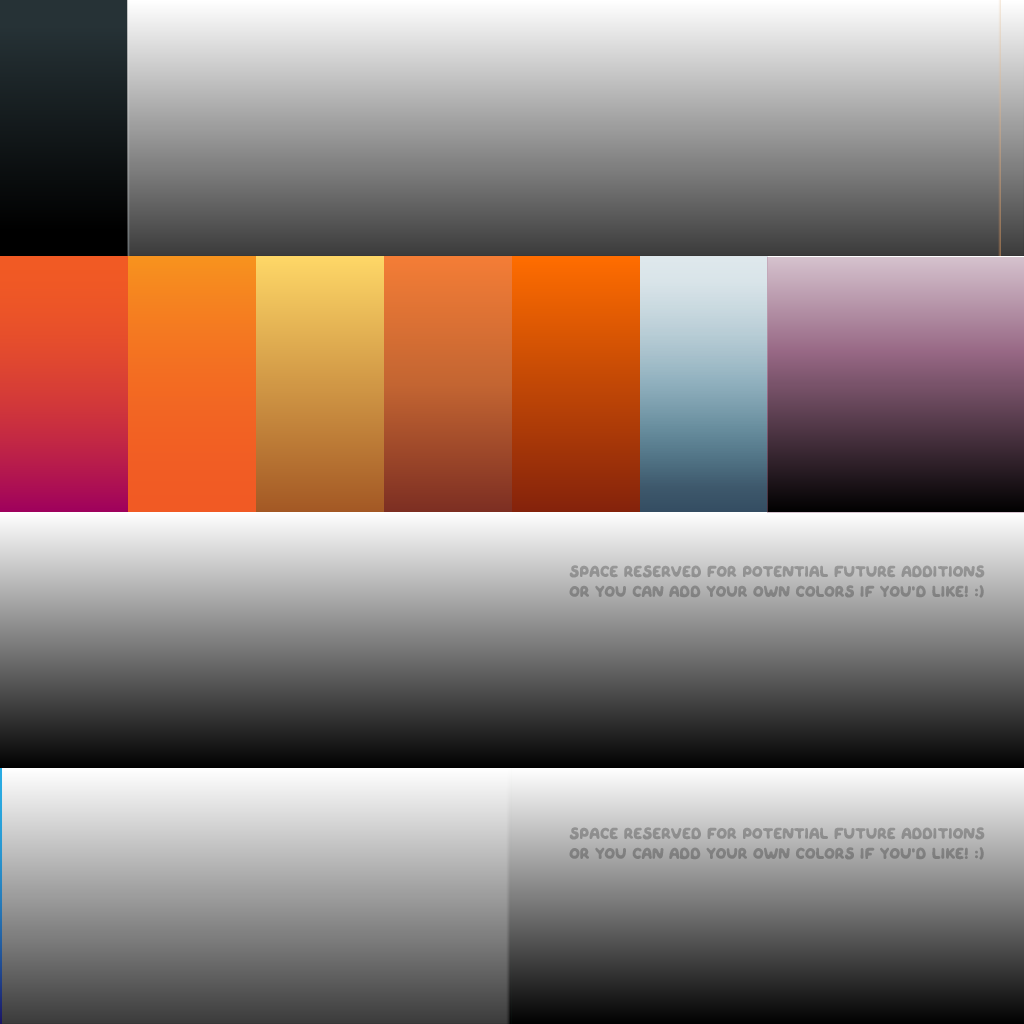 SPACE RESERVED FOR POTENTIAL FUTURE ADDITIONS
OR YOU CAN ADD YOUR OWN COLORS IF YOU'D LIKE! :)
SPACE RESERVED FOR POTENTIAL FUTURE ADDITIONS
OR YOU CAN ADD YOUR OWN COLORS IF YOU'D LIKE! :)